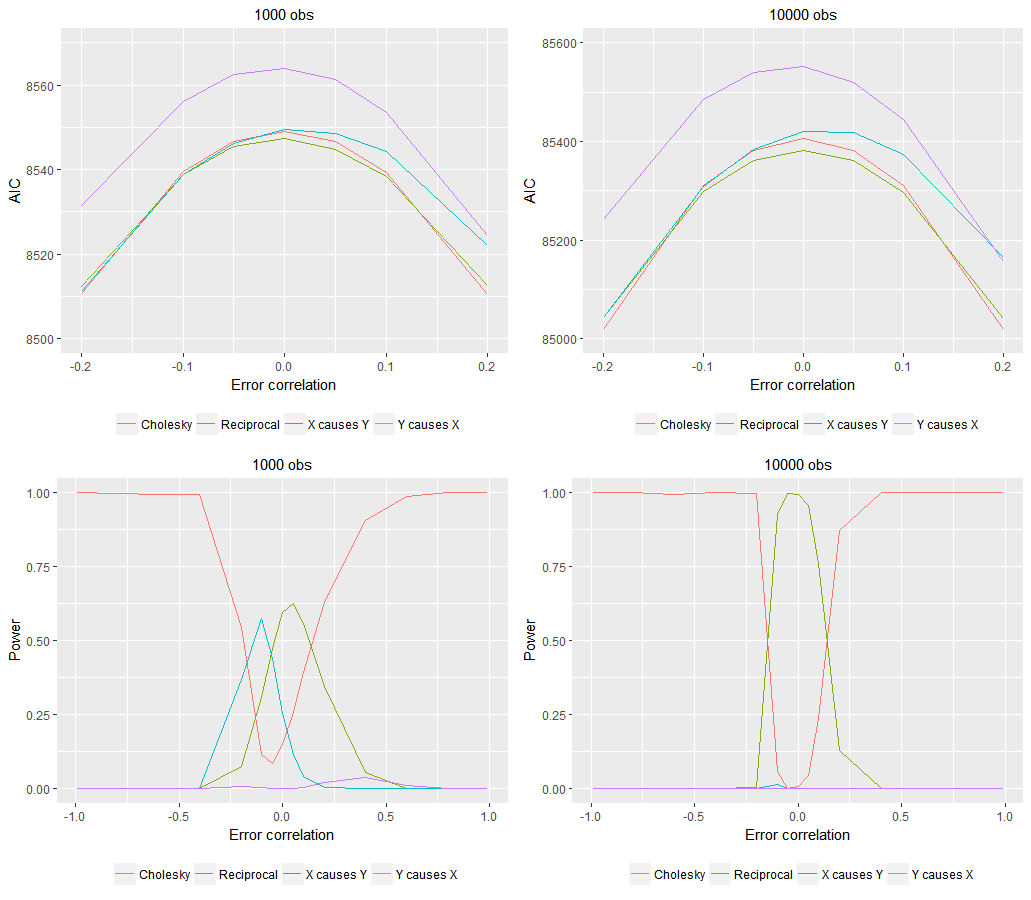 1000 obs
AIC
8560
8540
8520
8500
-0.2 -0.1 0.0 0.1 0.2
Error correlation
Cholesky Reciprocal X causes Y Y causes X
10000 obs
AIC
85600
85400
85200
85000
-0.2 -0.1 0.0 0.1 0.2
Error correlation
Cholesky Reciprocal X causes Y Y causes X
1000 obs
Power
1.00
0.75
0.50
0.25
0.00
-1.0 -0.5 0.0 0.5 1.0
Error correlation
Cholesky Reciprocal X causes Y Y causes X
10000 obs
Power
1.00
0.75
0.50
0.25
0.00
-1.0 -0.5 0.0 0.5 1.0
Error correlation
Cholesky Reciprocal X causes Y Y causes X